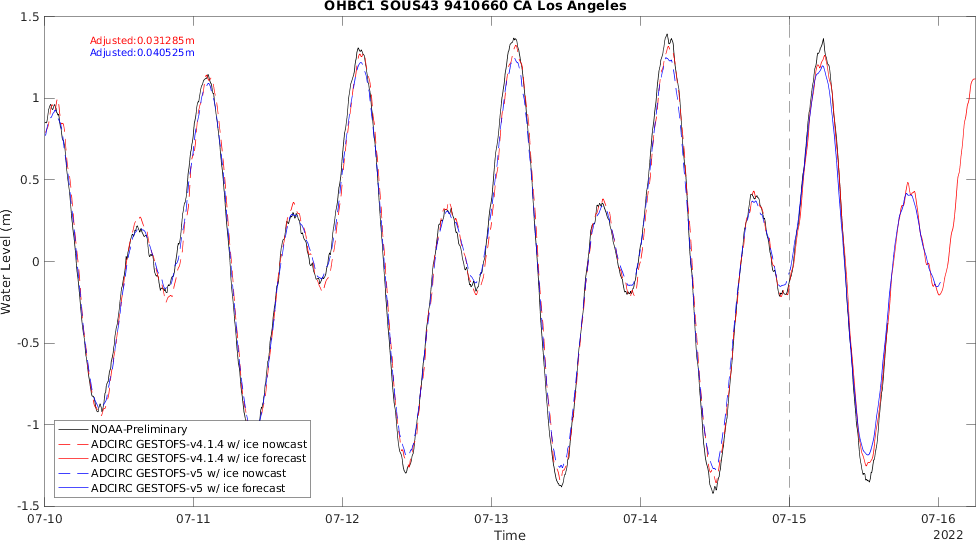 OHBC1 SOUS43 9410660 CA Los Angeles
Adjusted:0.031285m
Adjusted:0.040525m
1.5
1
0.5
0
-0.5
-1
-1.5
Water Level (m)
NOAA-Preliminary
ADCIRC GESTOFS-v4.1.4 w/ ice nowcast
ADCIRC GESTOFS-v4.1.4 w/ ice forecast
ADCIRC GESTOFS-v5 w/ ice nowcast
ADCIRC GESTOFS-v5 w/ ice forecast
07-10 07-11 07-12 07-13 07-14 07-15 07-16
Time 2022